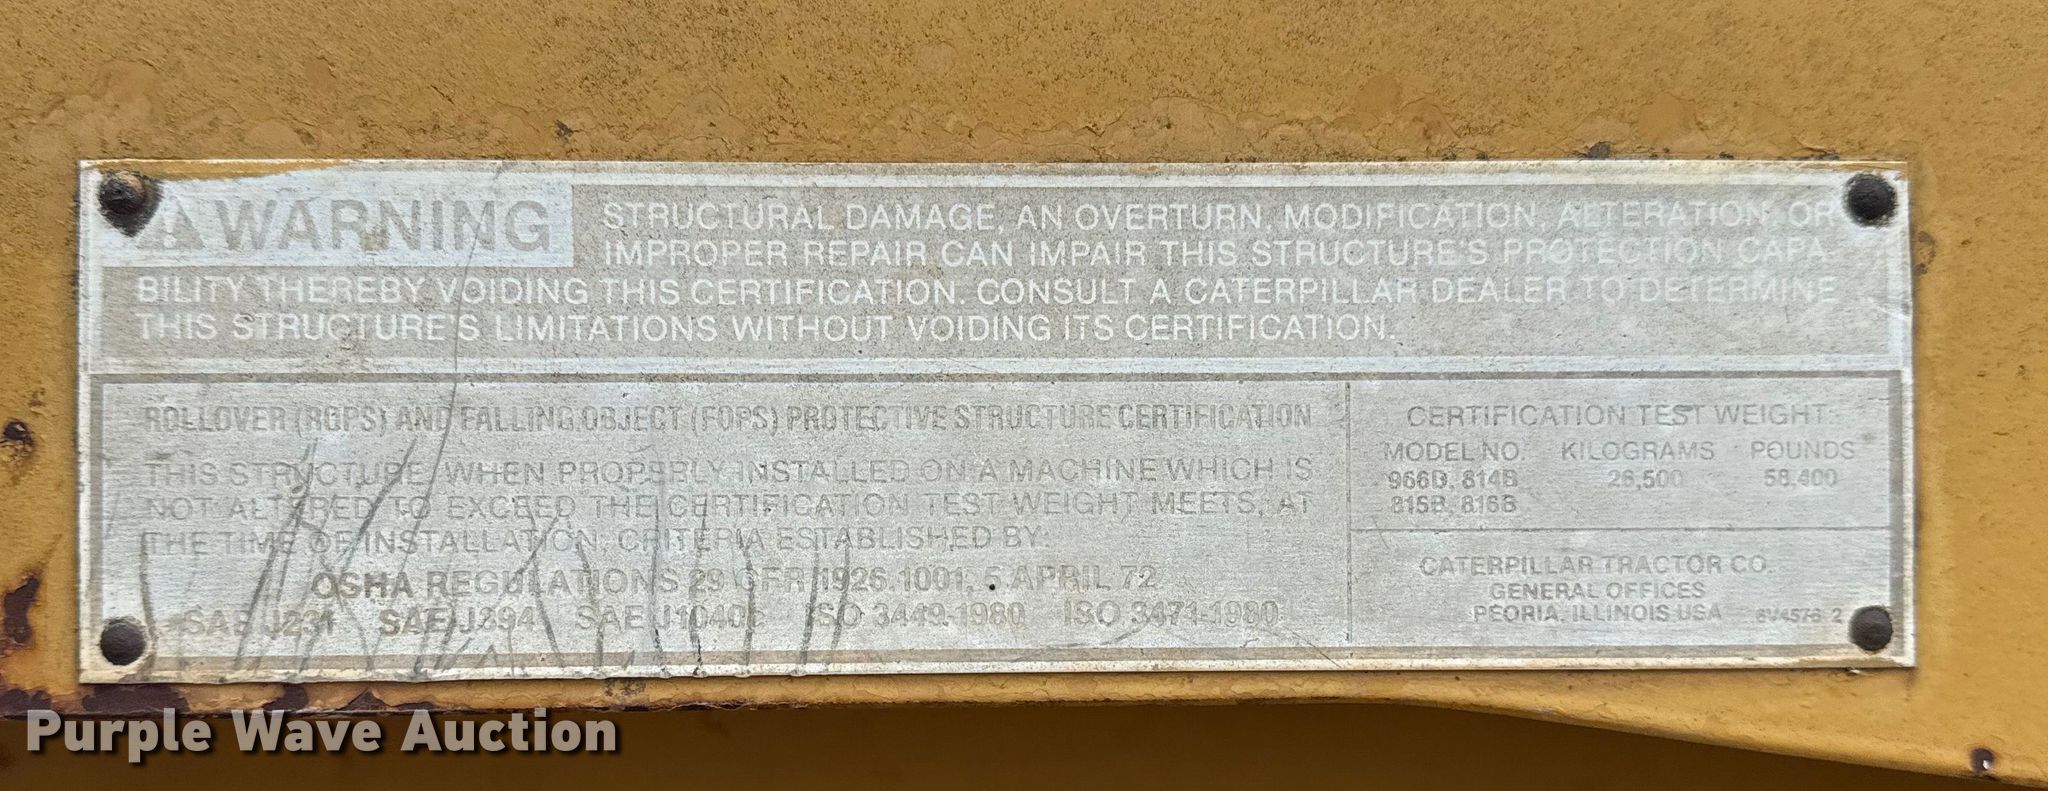 ⚠ WARNING
STRUCTURAL DAMAGE, AN OVERTURN, MODIFICATION, ALTERATION, OR
IMPROPER REPAIR CAN IMPAIR THIS STRUCTURE'S PROTECTION CAPA-
BILITY THEREBY VOIDING THIS CERTIFICATION. CONSULT A CATERPILLAR DEALER TO DETERMINE
THIS STRUCTURE'S LIMITATIONS WITHOUT VOIDING ITS CERTIFICATION.
ROLLOVER (ROPS) AND FALLING OBJECT (FOPS) PROTECTIVE STRUCTURE CERTIFICATION
THIS STRUCTURE, WHEN PROPERLY INSTALLED ON A MACHINE WHICH IS
NOT ALTERED TO EXCEED THE CERTIFICATION TEST WEIGHT MEETS, AT
THE TIME OF INSTALLATION, CRITERIA ESTABLISHED BY:
OSHA REGULATIONS 29 CFR 1926.1001, 5 APRIL 72
SAE J231 SAE J394 SAE J1040c ISO 3449-1980 ISO 3471-1980
CERTIFICATION TEST WEIGHT:
MODEL NO. KILOGRAMS POUNDS
966D, 814B 26,500 58,400
815B, 816B
CATERPILLAR TRACTOR CO.
GENERAL OFFICES
PEORIA, ILLINOIS USA 6V4576 2
Purple Wave Auction